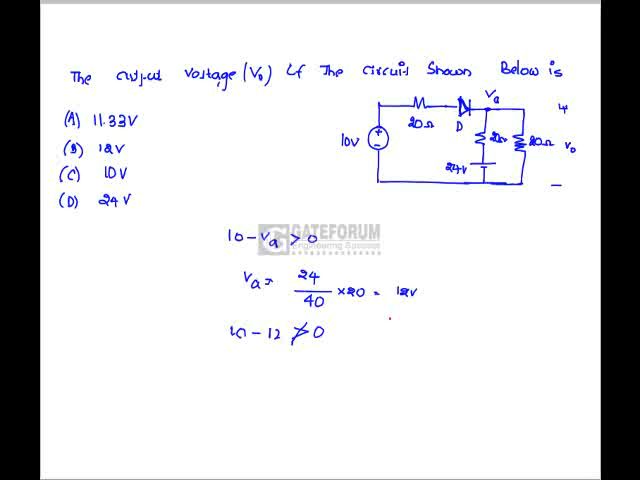 The output voltage (V₀) of the circuit shown Below is
(A) 11.33V
(B) 12V
(C) 10V
(D) 24V
Va
20Ω
D
20Ω
20Ω
+
V₀
10V
+
-
24V
-
10 - Va > 0
GATEFORUM
Engineering Success
Va = 24/40 × 20 = 12V
10 - 12 ≯ 0